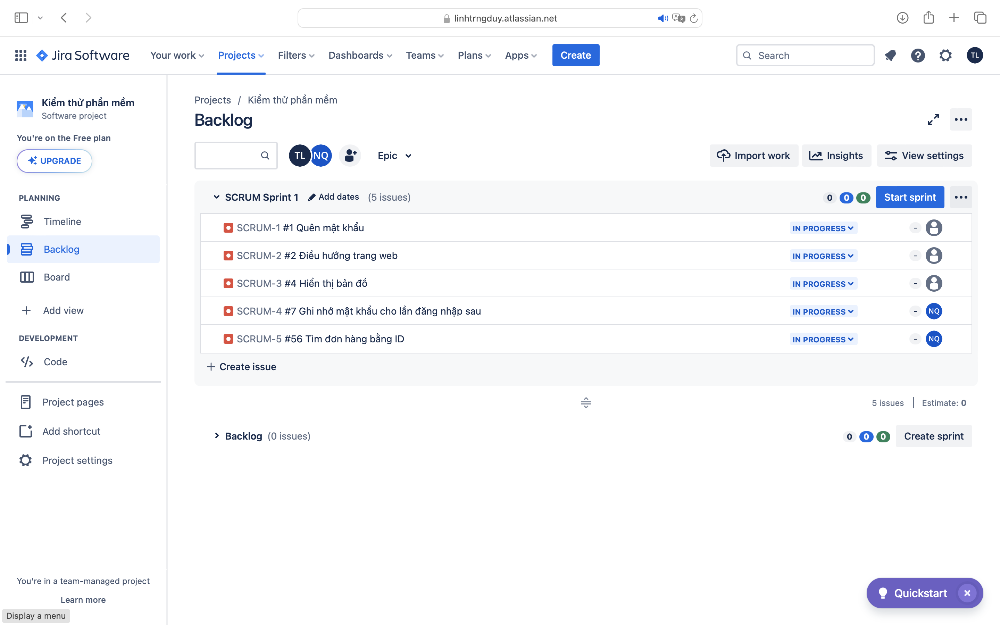 linhtrngduy.atlassian.net
Jira Software
Your work
Projects
Filters
Dashboards
Teams
Plans
Apps
Create
Search
TL
Kiểm thử phần mềm
Software project
You're on the Free plan
UPGRADE
PLANNING
Timeline
Backlog
Board
Add view
DEVELOPMENT
Code
Project pages
Add shortcut
Project settings
You're in a team-managed project
Learn more
Display a menu
Projects / Kiểm thử phần mềm
Backlog
TL NQ
Epic
Import work
Insights
View settings
SCRUM Sprint 1 Add dates (5 issues)
0 0 0
Start sprint
SCRUM-1 #1 Quên mật khẩu IN PROGRESS -
SCRUM-2 #2 Điều hướng trang web IN PROGRESS -
SCRUM-3 #4 Hiển thị bản đồ IN PROGRESS -
SCRUM-4 #7 Ghi nhớ mật khẩu cho lần đăng nhập sau IN PROGRESS - NQ
SCRUM-5 #56 Tìm đơn hàng bằng ID IN PROGRESS - NQ
Create issue
5 issues Estimate: 0
Backlog (0 issues)
0 0 0
Create sprint
Quickstart